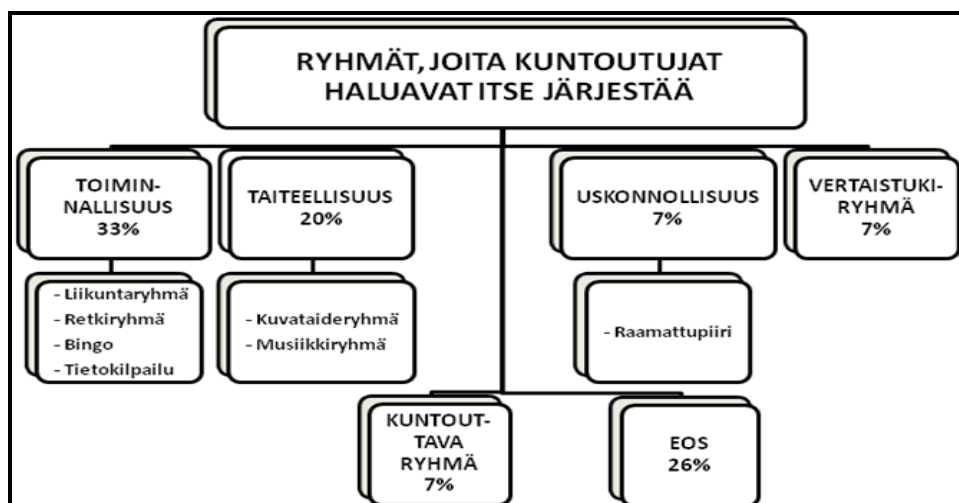 RYHMÄT, JOITA KUNTOUTUJAT
HALUAVAT ITSE JÄRJESTÄÄ
TOIMIN-
NALLISUUS
33%
TAITEELLISUUS
20%
USKONNOLLISUUS
7%
VERTAISTUKI-
RYHMÄ
7%
- Liikuntaryhmä
- Retkiryhmä
- Bingo
- Tietokilpailu
- Kuvataideryhmä
- Musiikkiryhmä
- Raamattupiiri
KUNTOUT-
TAVA
RYHMÄ
7%
EOS
26%